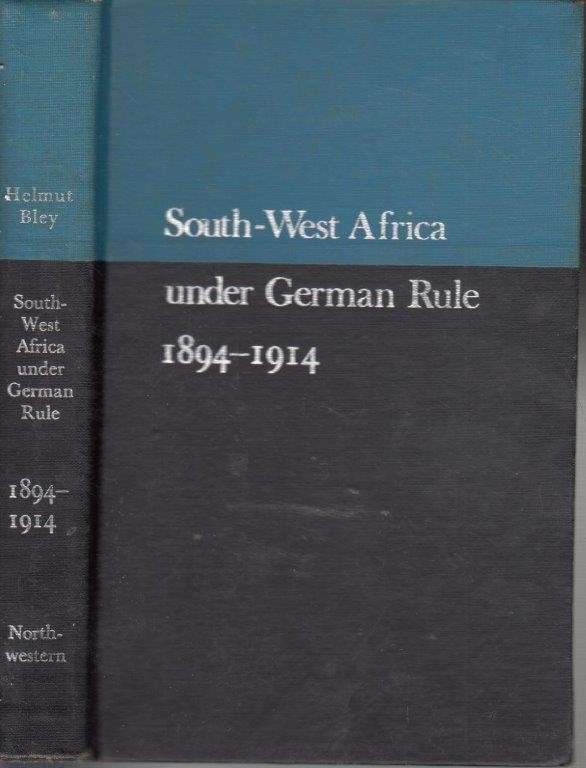 Helmut
Bley
South-
West
Africa
under
German
Rule
1894–
1914
North-
western
South-West Africa
under German Rule
1894–1914